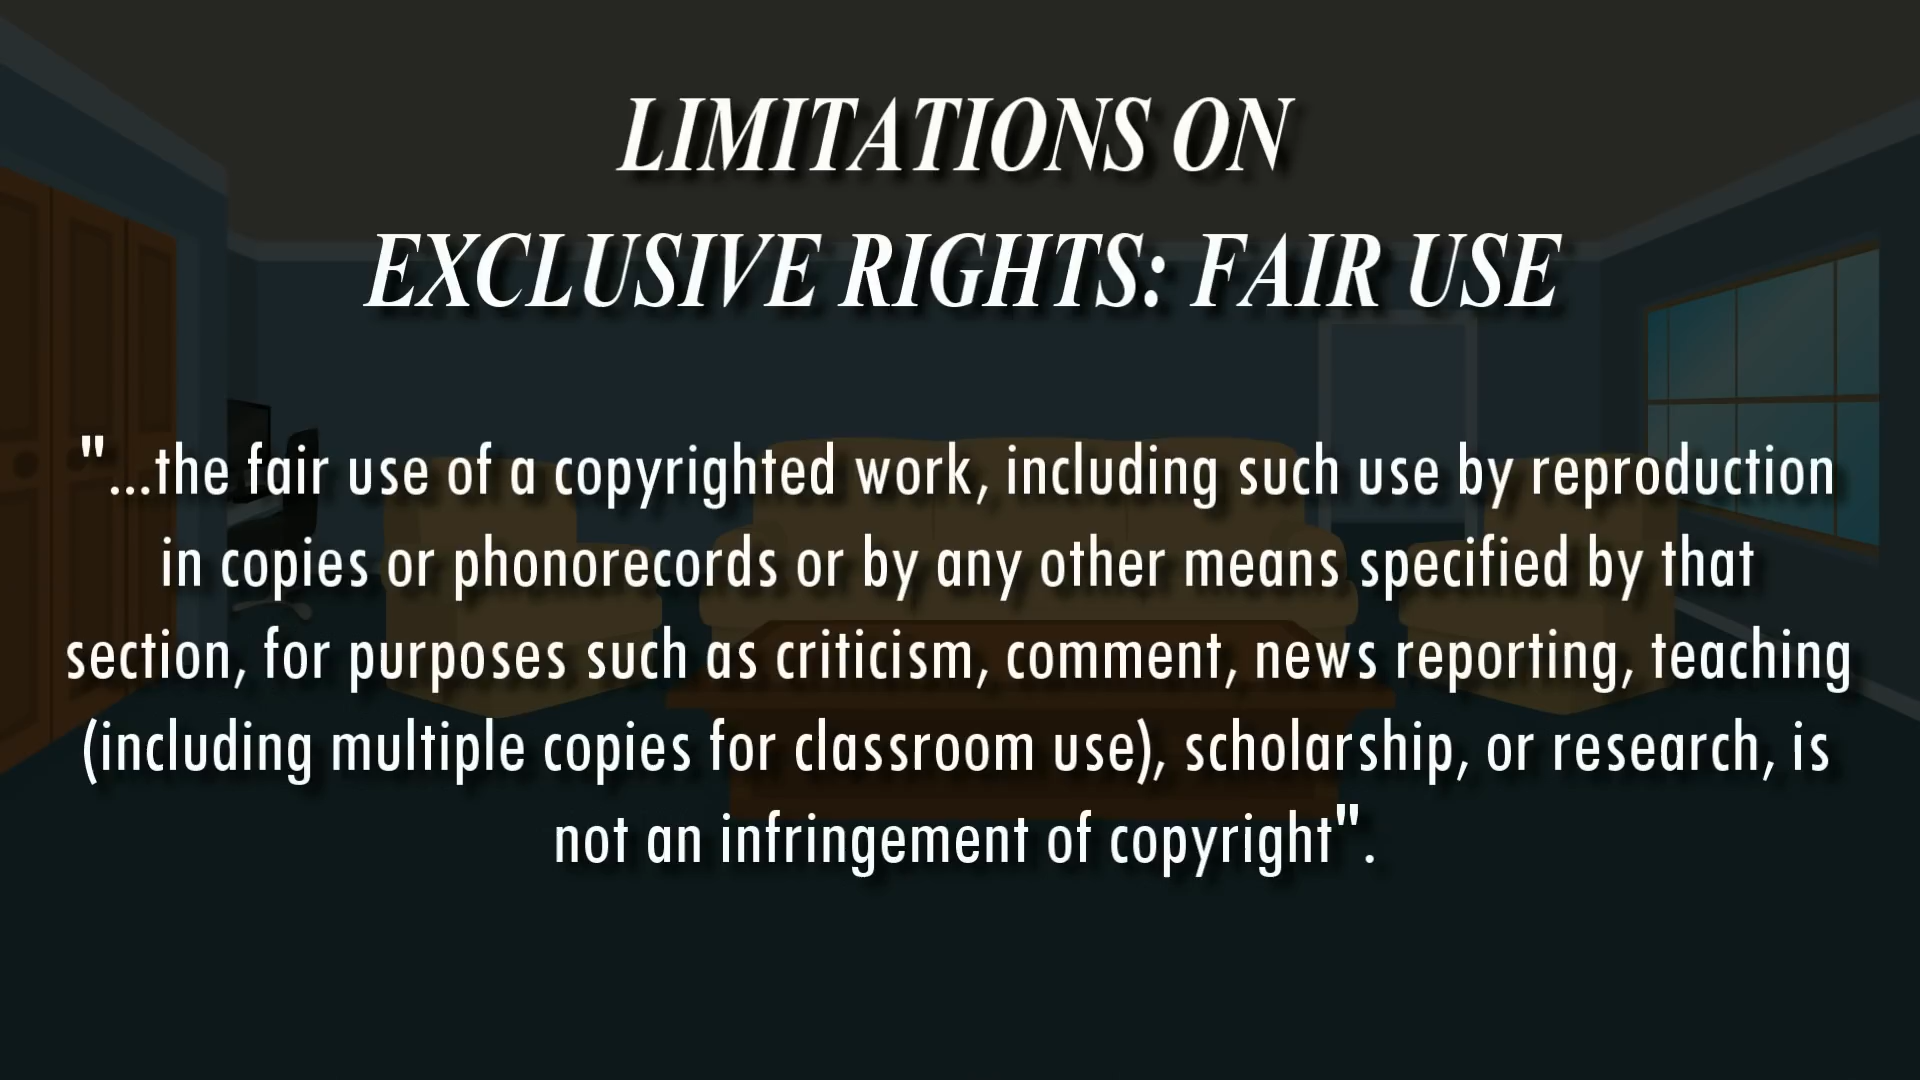 LIMITATIONS ON
EXCLUSIVE RIGHTS: FAIR USE
"...the fair use of a copyrighted work, including such use by reproduction
in copies or phonorecords or by any other means specified by that
section, for purposes such as criticism, comment, news reporting, teaching
(including multiple copies for classroom use), scholarship, or research, is
not an infringement of copyright".